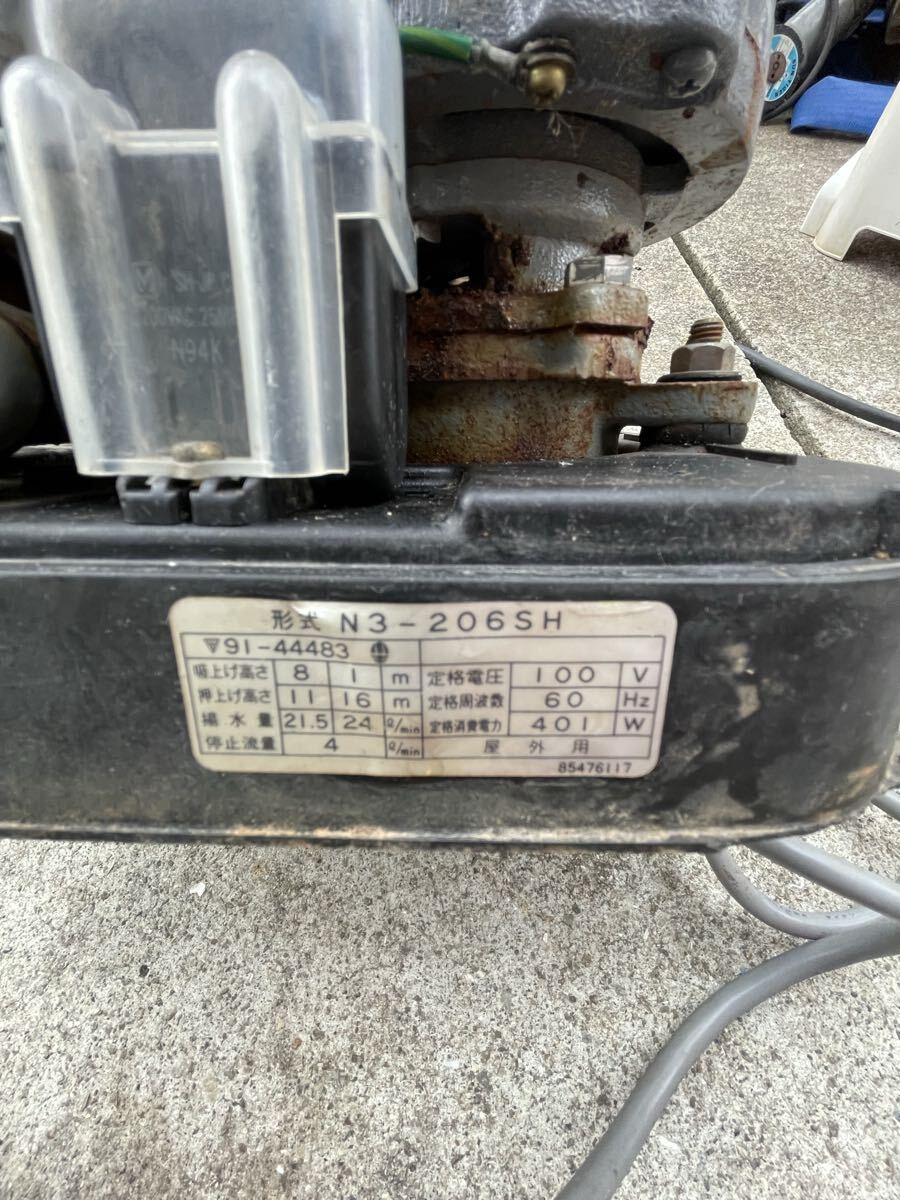 N94K
形式 N3-206SH
▽91-44483
吸上げ高さ 8 1 m 定格電圧 100 V
押上げ高さ 11 16 m 定格周波数 60 Hz
揚水量 21.5 24 ℓ/min 定格消費電力 401 W
停止流量 4 ℓ/min 屋外用
85476117